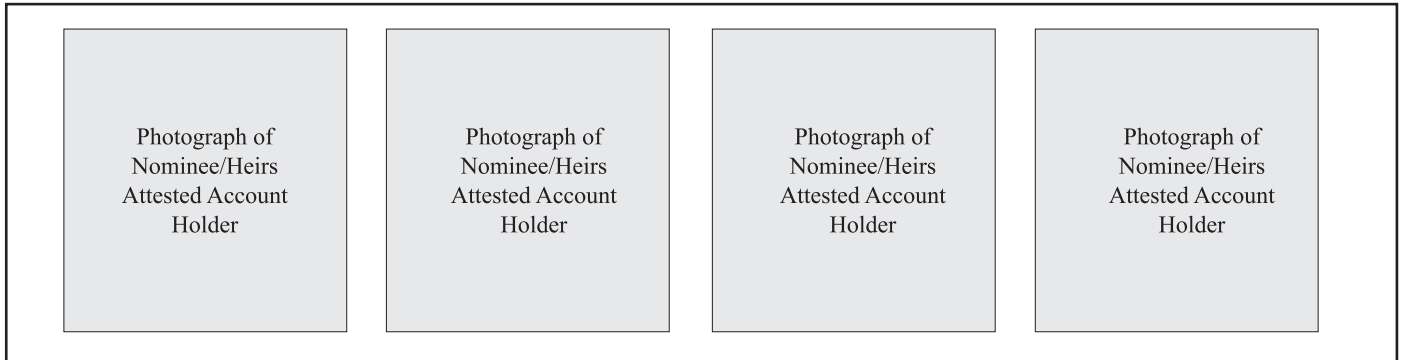 Photograph of
Nominee/Heirs
Attested Account
Holder
Photograph of
Nominee/Heirs
Attested Account
Holder
Photograph of
Nominee/Heirs
Attested Account
Holder
Photograph of
Nominee/Heirs
Attested Account
Holder